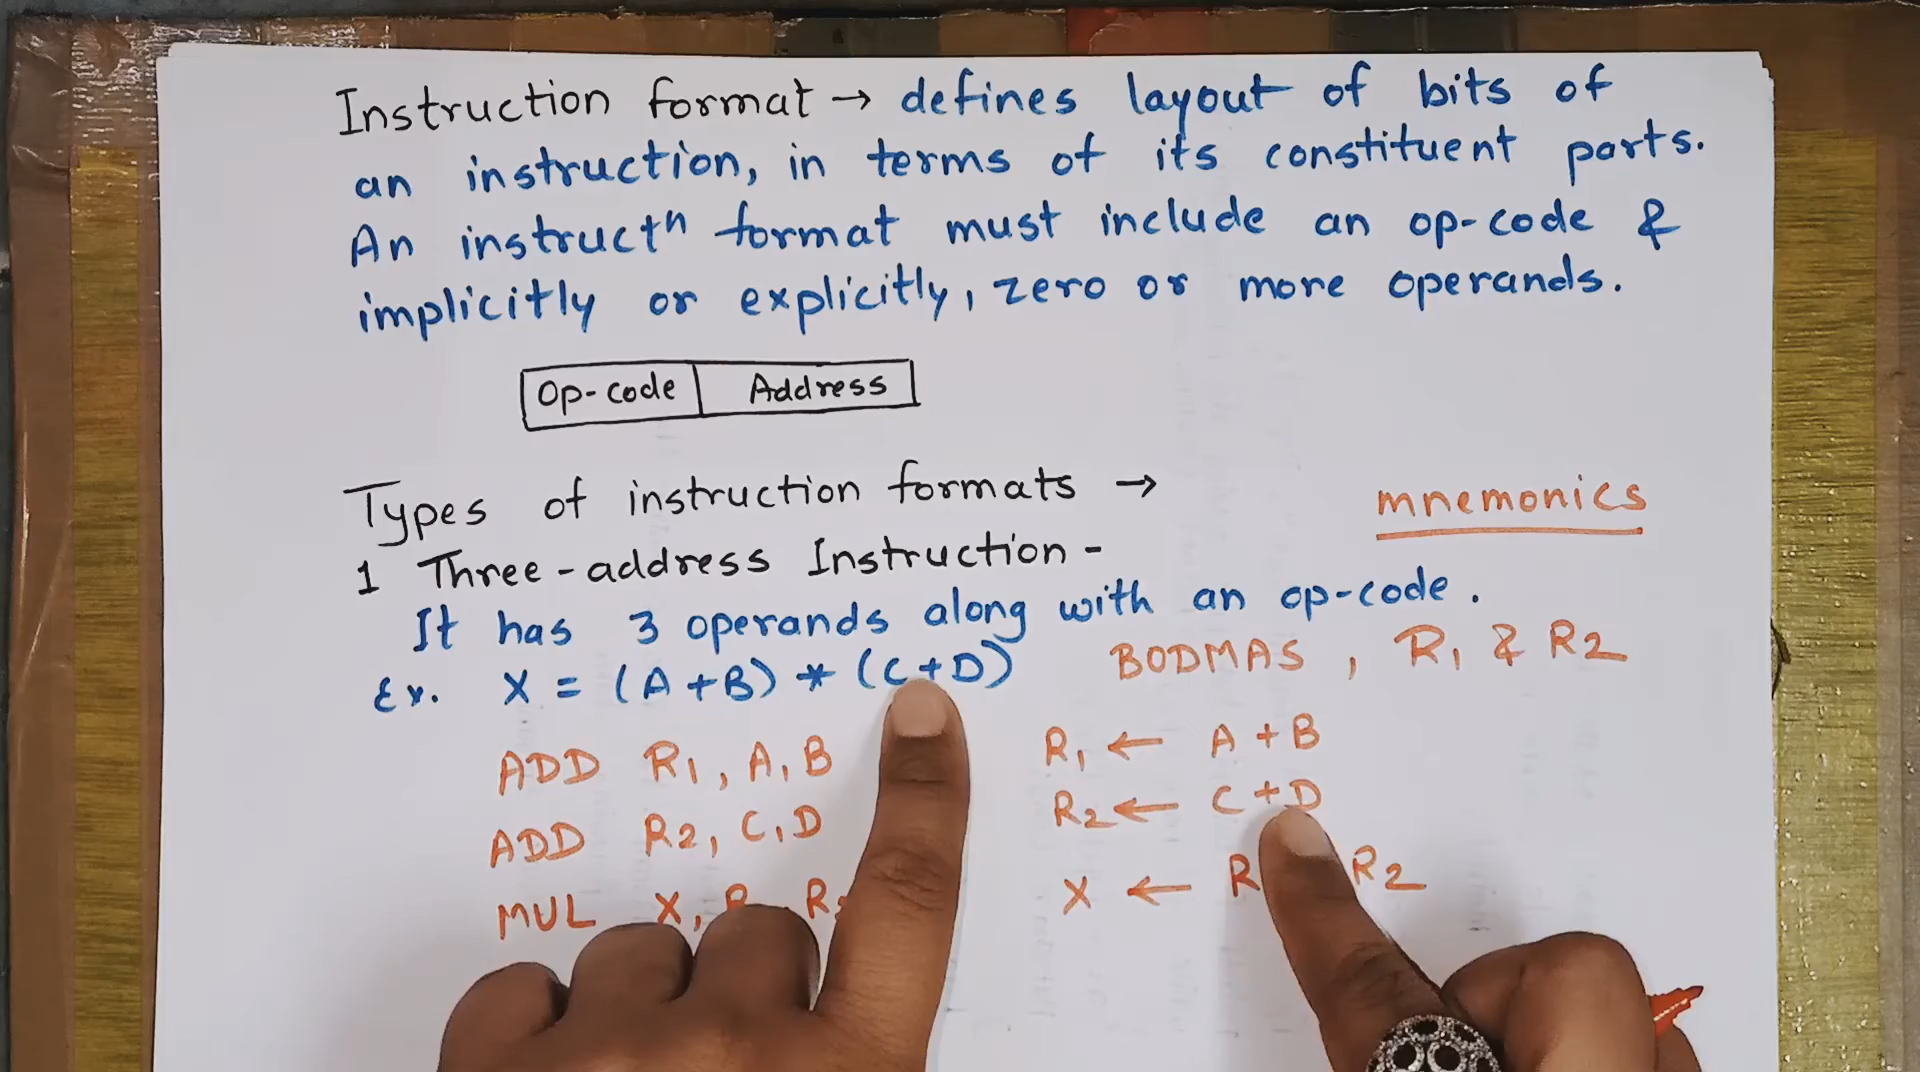 Instruction format → defines layout of bits of
an instruction, in terms of its constituent parts.
An instructⁿ format must include an op-code &
implicitly or explicitly, zero or more operands.
Op-code | Address
Types of instruction formats →
mnemonics
1 Three-address Instruction -
It has 3 operands along with an op-code.
Ex. X = (A+B) * (C+D)
BODMAS, R1 & R2
ADD R1, A, B
R1 ← A + B
ADD R2, C, D
R2 ← C + D
MUL X,
X ← R R2